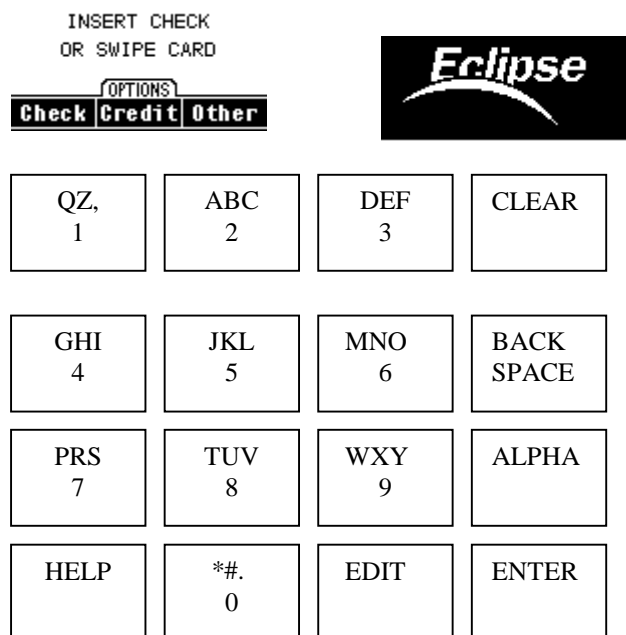 INSERT CHECK
OR SWIPE CARD
OPTIONS
Check Credit Other
Eclipse
QZ,
1
ABC
2
DEF
3
CLEAR
GHI
4
JKL
5
MNO
6
BACK
SPACE
PRS
7
TUV
8
WXY
9
ALPHA
HELP
*#.
0
EDIT
ENTER